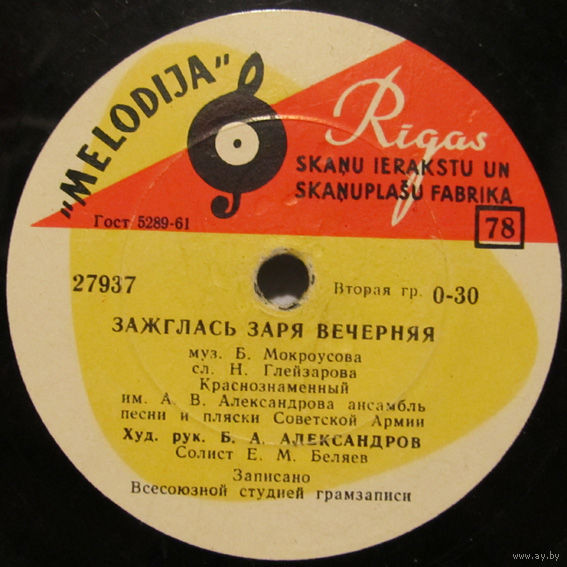 „MELODIJA”
Rīgas
SKAŅU IERAKSTU UN
SKAŅUPLAŠU FABRIKA
Гост 5289-61
78
27937
Вторая гр. 0-30
ЗАЖГЛАСЬ ЗАРЯ ВЕЧЕРНЯЯ
муз. Б. Мокроусова
сл. Н. Глейзарова
Краснознаменный
им. А. В. Александрова ансамбль
песни и пляски Советской Армии
Худ. рук. Б. А. АЛЕКСАНДРОВ
Солист Е. М. Беляев
Записано
Всесоюзной студией грамзаписи
www.ay.by